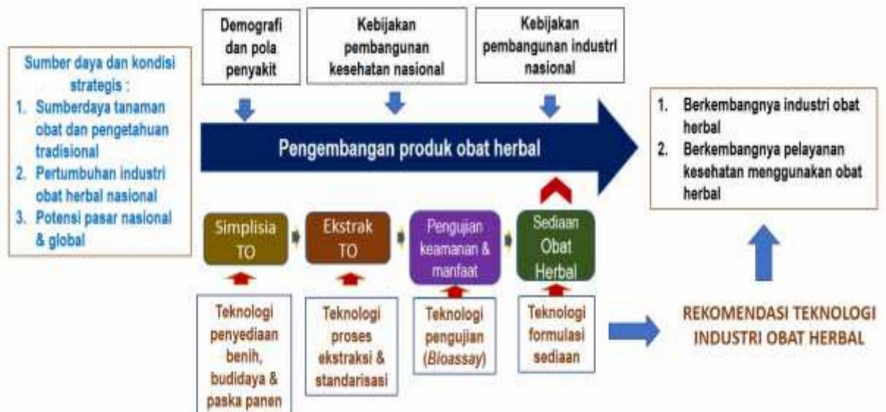 Demografi
dan pola
penyakit
Kebijakan
pembangunan
kesehatan nasional
Kebijakan
pembangunan industri
nasional
Sumber daya dan kondisi
strategis :
1. Sumberdaya tanaman
obat dan pengetahuan
tradisional
2. Pertumbuhan industri
obat herbal nasional
3. Potensi pasar nasional
& global
Pengembangan produk obat herbal
1. Berkembangnya industri obat
herbal
2. Berkembangnya pelayanan
kesehatan menggunakan obat
herbal
Simplisia
TO
Ekstrak
TO
Pengujian
keamanan &
manfaat
Sediaan
Obat
Herbal
Teknologi
penyediaan
benih,
budidaya &
paska panen
Teknologi
proses
ekstraksi &
standarisasi
Teknologi
pengujian
(Bioassay)
Teknologi
formulasi
sediaan
REKOMENDASI TEKNOLOGI
INDUSTRI OBAT HERBAL